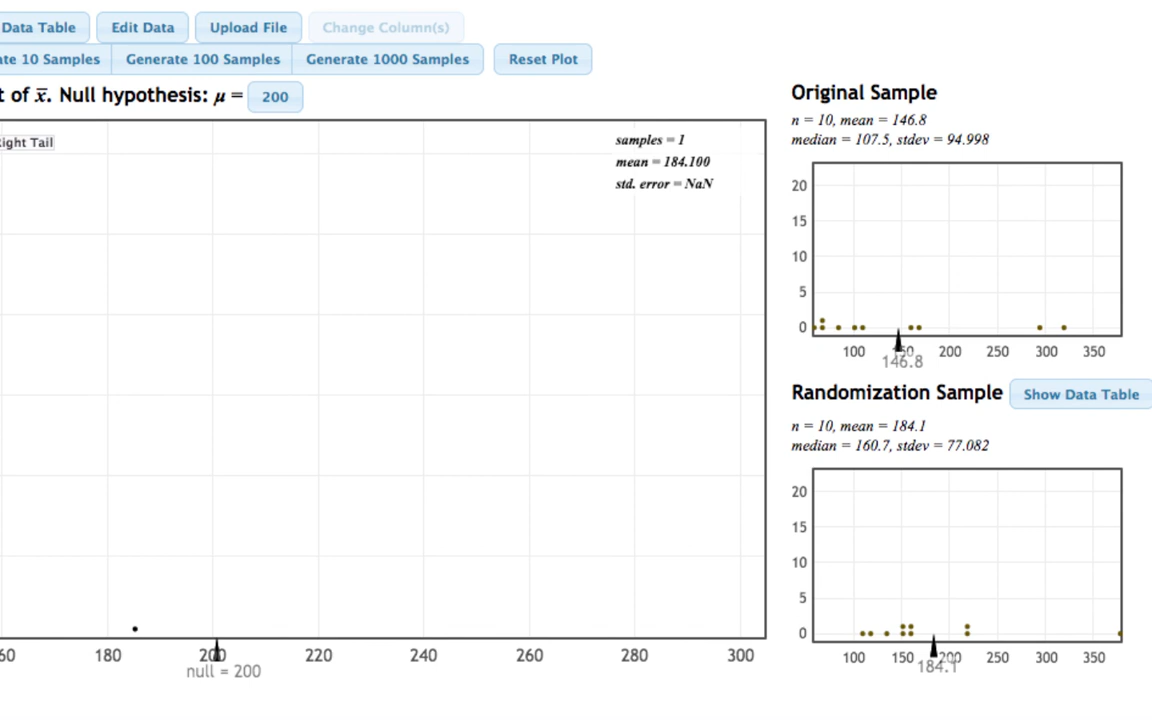 Data Table Edit Data Upload File Change Column(s)
te 10 Samples Generate 100 Samples Generate 1000 Samples Reset Plot
t of x̅. Null hypothesis: μ = 200
ight Tail
samples = 1
mean = 184.100
std. error = NaN
60 180 200 220 240 260 280 300
null = 200
Original Sample
n = 10, mean = 146.8
median = 107.5, stdev = 94.998
20
15
10
5
0
100 150 200 250 300 350
146.8
Randomization Sample Show Data Table
n = 10, mean = 184.1
median = 160.7, stdev = 77.082
20
15
10
5
0
100 150 200 250 300 350
184.1